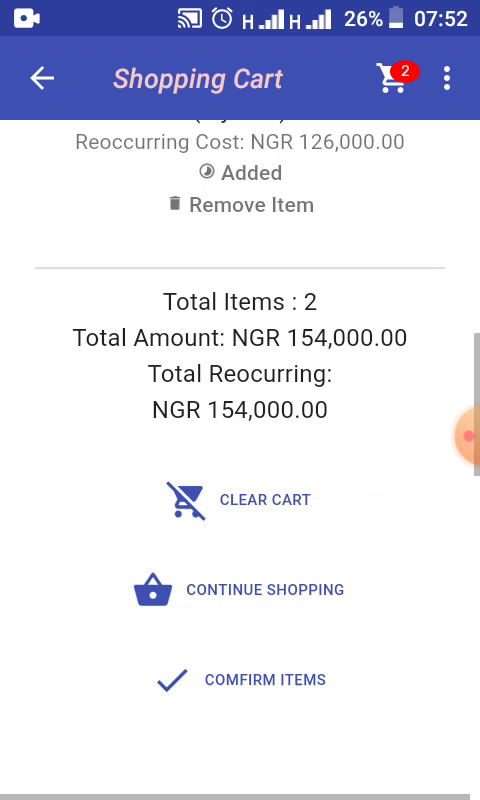 H H 26% 07:52
Shopping Cart 2
Reoccurring Cost: NGR 126,000.00
Added
Remove Item
Total Items : 2
Total Amount: NGR 154,000.00
Total Reocurring:
NGR 154,000.00
CLEAR CART
CONTINUE SHOPPING
COMFIRM ITEMS